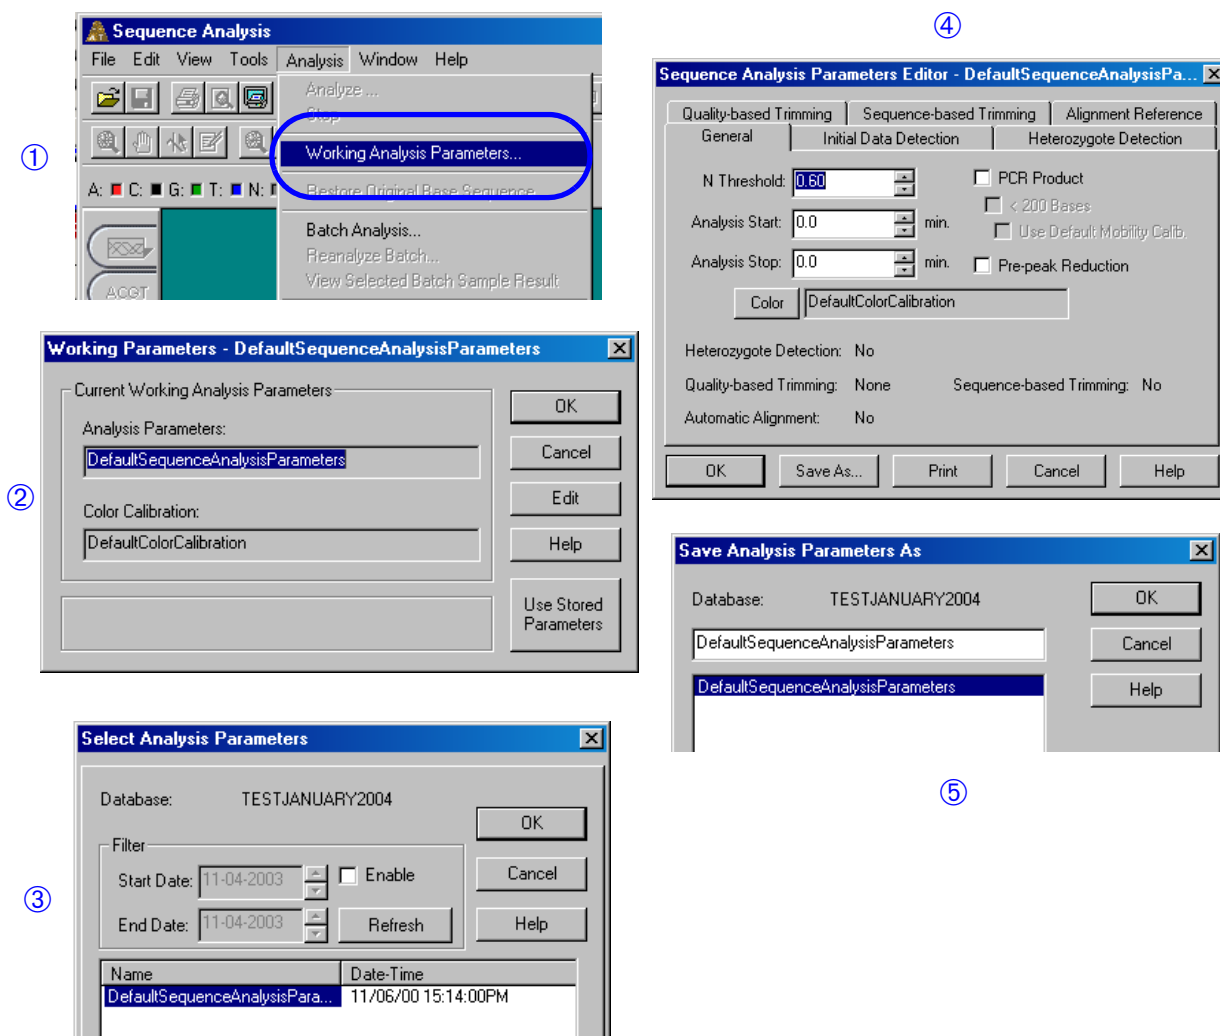 ①
Sequence Analysis
File Edit View Tools Analysis Window Help
Analyze ...
Stop
Working Analysis Parameters...
Restore Original Base Sequence
A: C: G: T: N:
Batch Analysis...
Reanalyze Batch...
View Selected Batch Sample Result
ACGT
②
Working Parameters - DefaultSequenceAnalysisParameters
Current Working Analysis Parameters
Analysis Parameters:
DefaultSequenceAnalysisParameters
Color Calibration:
DefaultColorCalibration
OK
Cancel
Edit
Help
Use Stored
Parameters
③
Select Analysis Parameters
Database: TESTJANUARY2004
Filter
Start Date: 11-04-2003 Enable
End Date: 11-04-2003 Refresh
OK
Cancel
Help
Name Date-Time
DefaultSequenceAnalysisPara... 11/06/00 15:14:00PM
④
Sequence Analysis Parameters Editor - DefaultSequenceAnalysisPa...
Quality-based Trimming Sequence-based Trimming Alignment Reference
General Initial Data Detection Heterozygote Detection
N Threshold: 0.60 PCR Product
< 200 Bases
Analysis Start: 0.0 min. Use Default Mobility Calib.
Analysis Stop: 0.0 min. Pre-peak Reduction
Color DefaultColorCalibration
Heterozygote Detection: No
Quality-based Trimming: None Sequence-based Trimming: No
Automatic Alignment: No
OK Save As... Print Cancel Help
Save Analysis Parameters As
Database: TESTJANUARY2004
DefaultSequenceAnalysisParameters
DefaultSequenceAnalysisParameters
OK
Cancel
Help
⑤